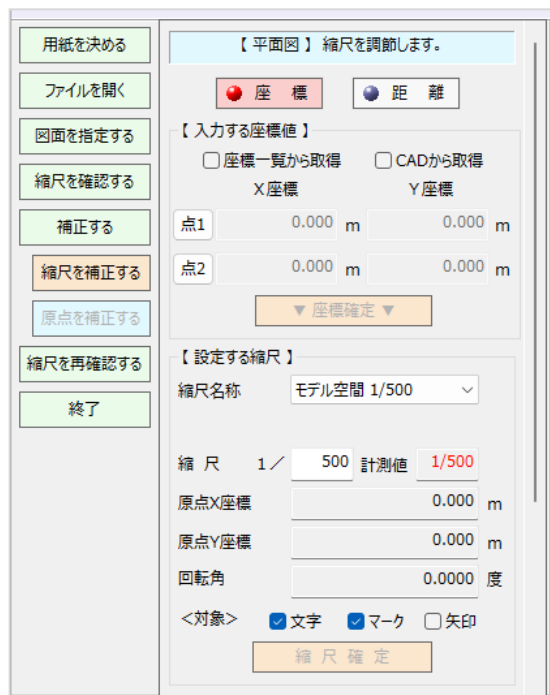 用紙を決める
ファイルを開く
図面を指定する
縮尺を確認する
補正する
縮尺を補正する
原点を補正する
縮尺を再確認する
終了
【 平面図 】 縮尺を調節します。
座 標 距 離
【 入力する座標値 】
座標一覧から取得 CADから取得
X座標 Y座標
点1 0.000 m 0.000 m
点2 0.000 m 0.000 m
▼ 座標確定 ▼
【 設定する縮尺 】
縮尺名称 モデル空間 1/500
縮 尺 1/ 500 計測値 1/500
原点X座標 0.000 m
原点Y座標 0.000 m
回転角 0.0000 度
<対象> 文字 マーク 矢印
縮 尺 確 定